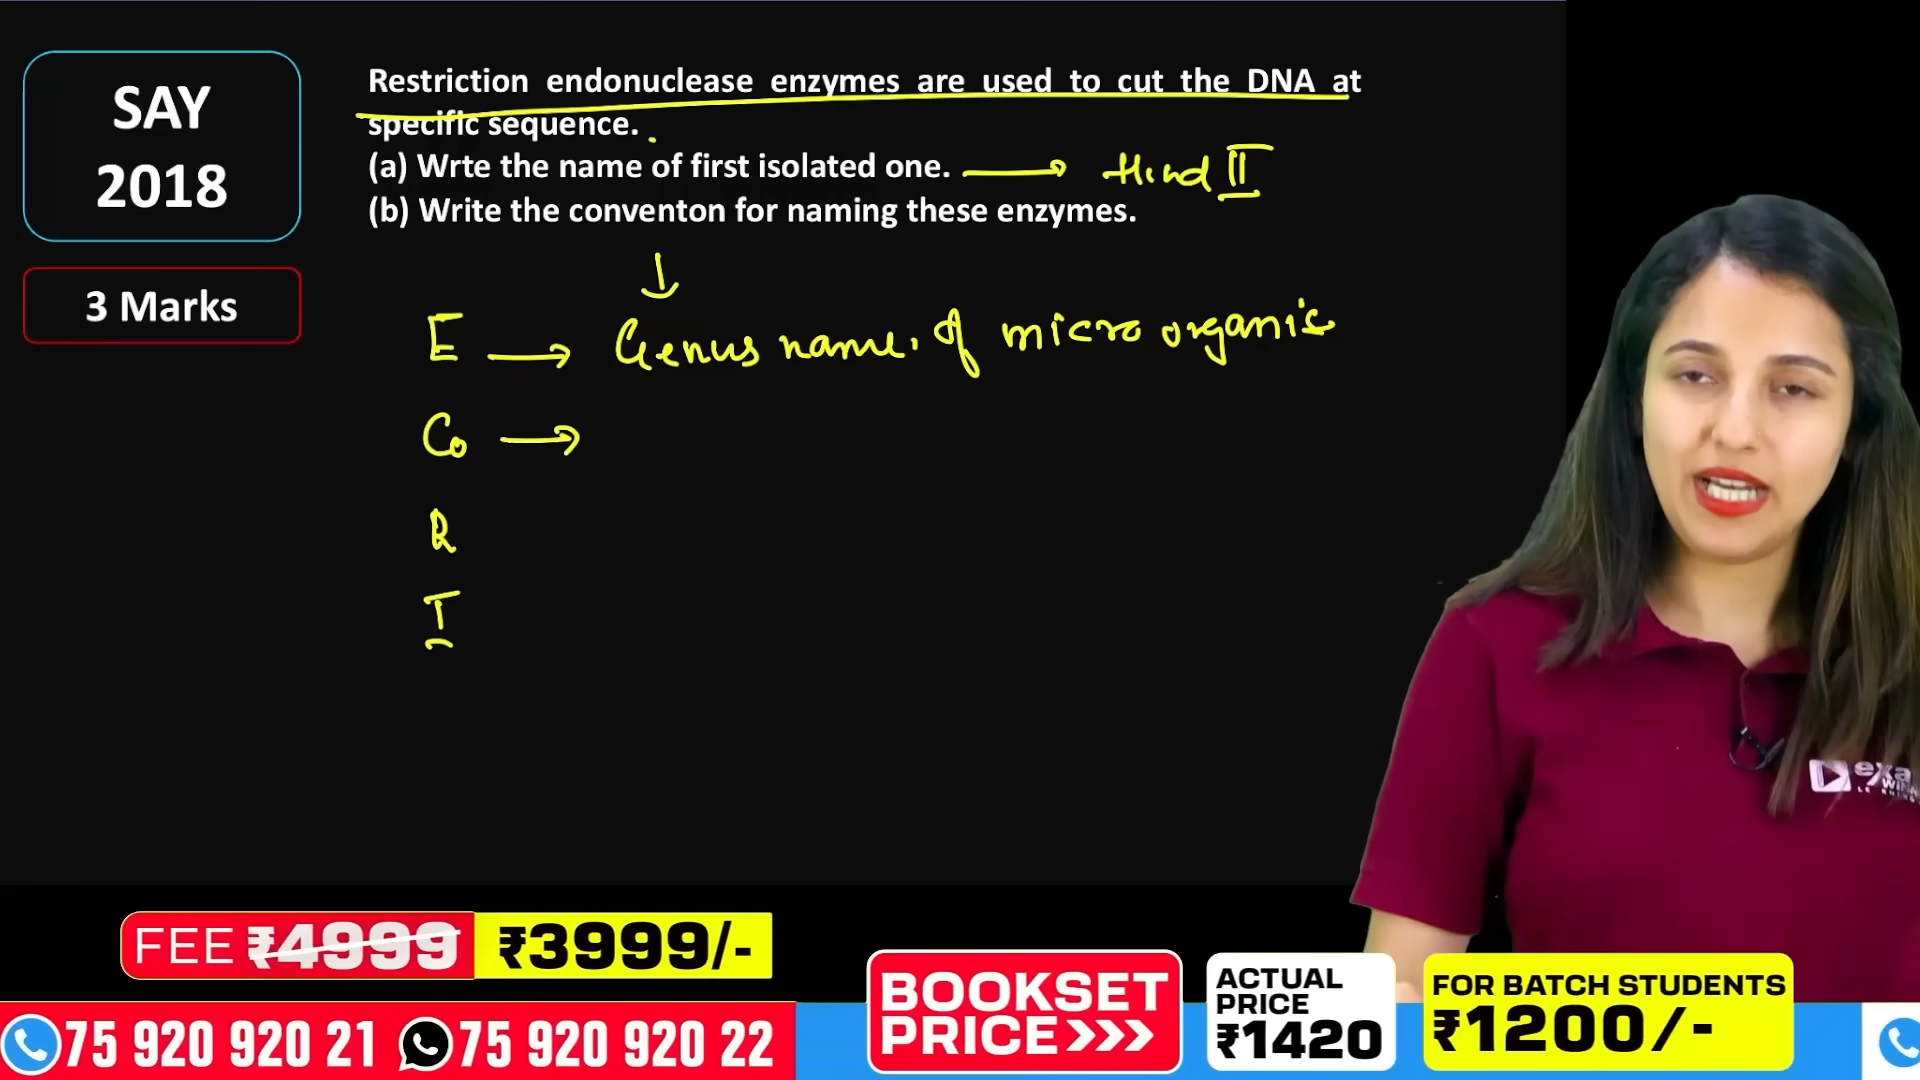 SAY
2018
3 Marks
Restriction endonuclease enzymes are used to cut the DNA at
specific sequence.
(a) Wrte the name of first isolated one. → Hind II
(b) Write the conventon for naming these enzymes.
↓
E → Genus name. of micro organis
Co →
R
I
FEE ₹4999 ₹3999/-
75 920 920 21 75 920 920 22
BOOKSET
PRICE >>>
ACTUAL
PRICE
₹1420
FOR BATCH STUDENTS
₹1200/-
exa